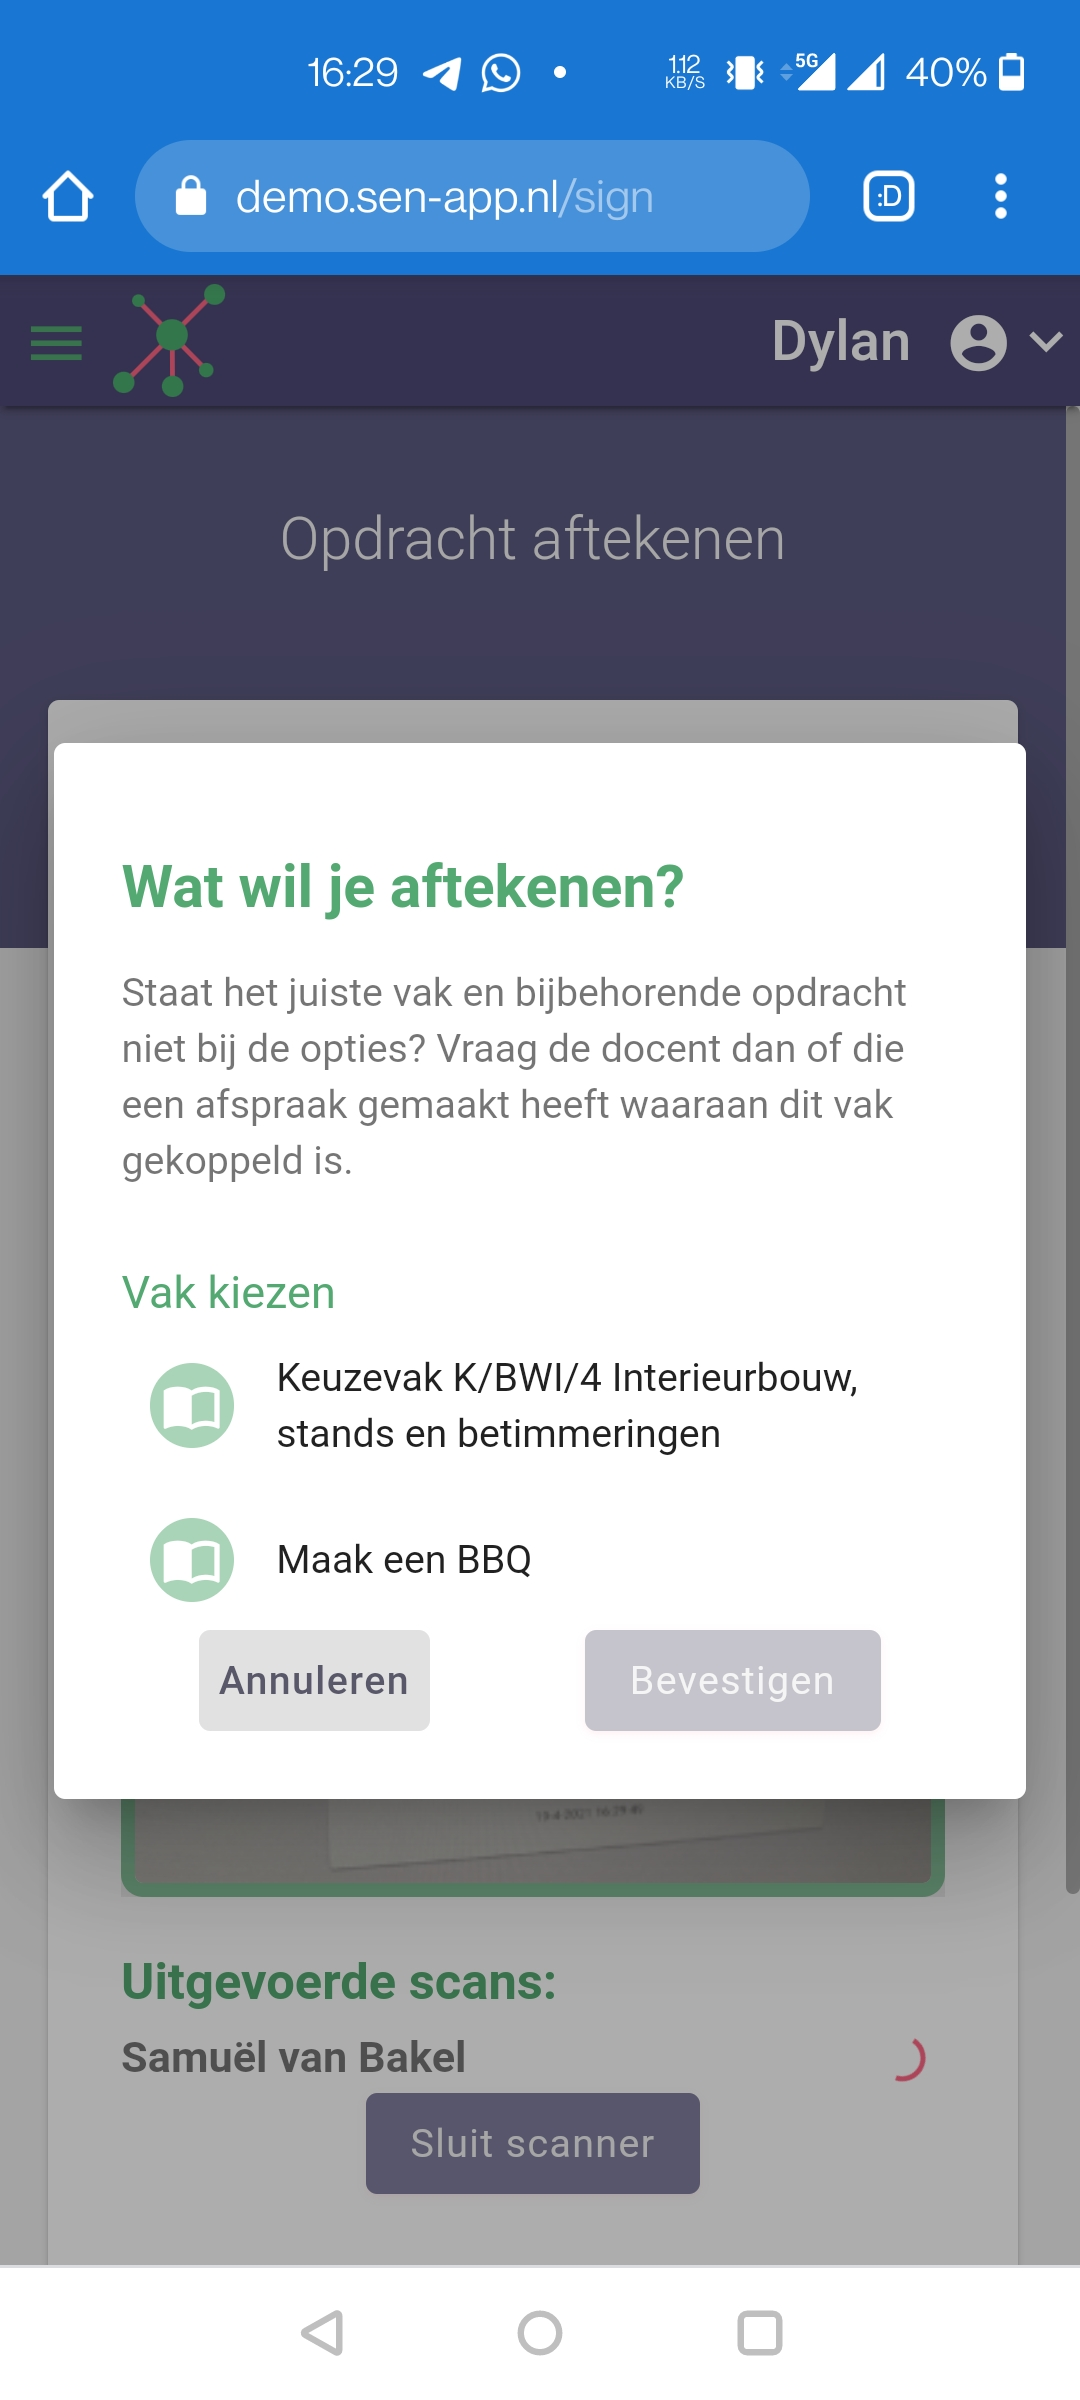 16:29
1.12
KB/S
5G
40%
demo.sen-app.nl/sign
:D
Dylan
Opdracht aftekenen
Wat wil je aftekenen?
Staat het juiste vak en bijbehorende opdracht
niet bij de opties? Vraag de docent dan of die
een afspraak gemaakt heeft waaraan dit vak
gekoppeld is.
Vak kiezen
Keuzevak K/BWI/4 Interieurbouw,
stands en betimmeringen
Maak een BBQ
Annuleren
Bevestigen
Uitgevoerde scans:
Samuël van Bakel
Sluit scanner